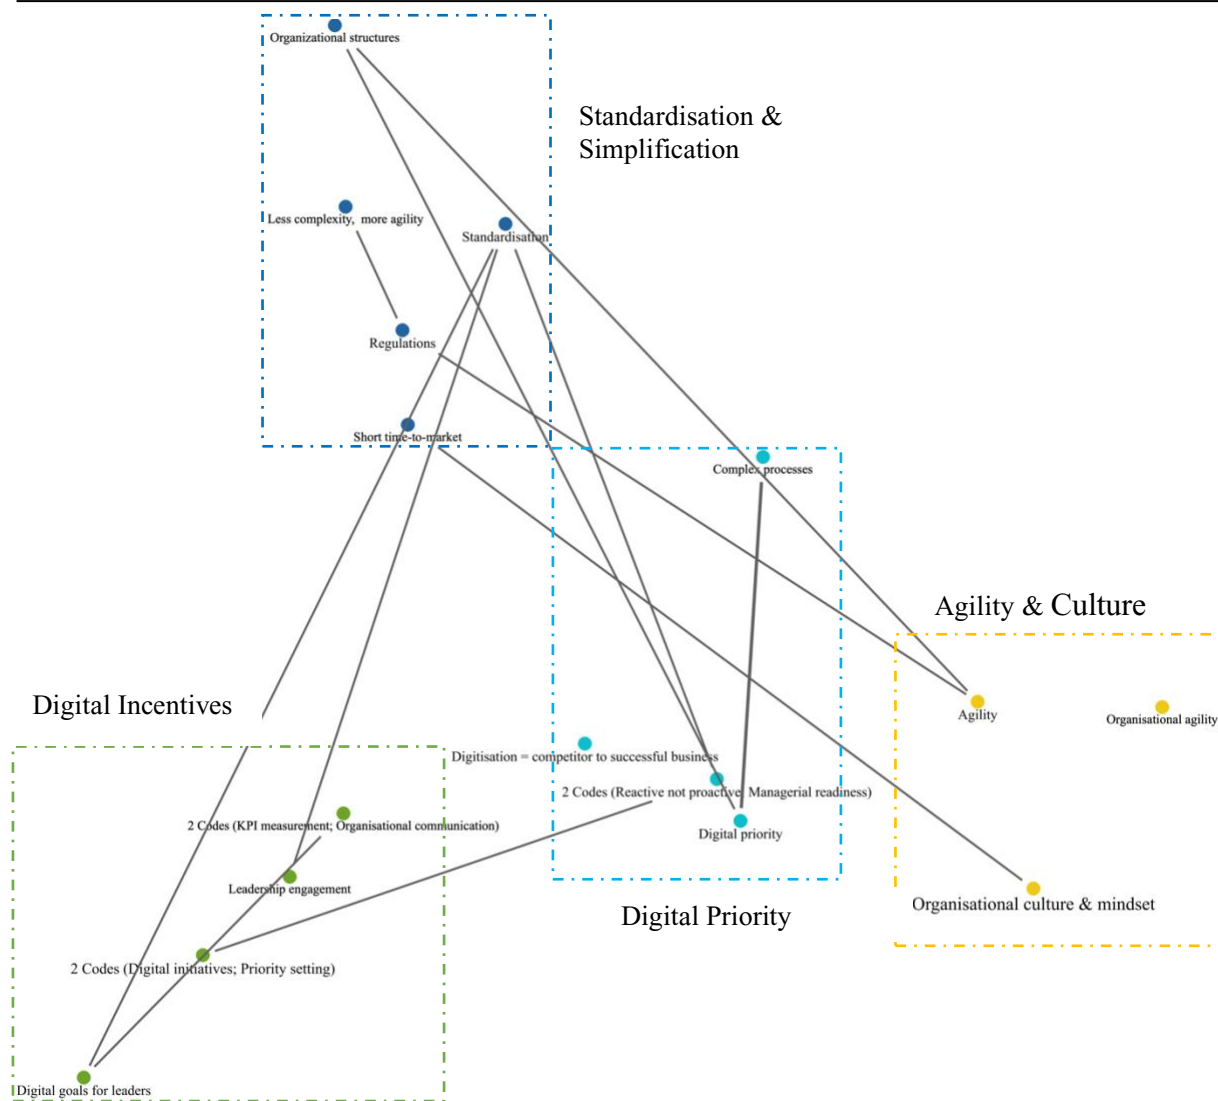 Organizational structures
Standardisation &
Simplification
Less complexity, more agility
Standardisation
Regulations
Short time-to-market
Complex processes
Agility & Culture
Digital Incentives
Agility
Organisational agility
Digitisation = competitor to successful business
2 Codes (Reactive not proactive; Managerial readiness)
2 Codes (KPI measurement; Organisational communication)
Digital priority
Leadership engagement
Organisational culture & mindset
Digital Priority
2 Codes (Digital initiatives; Priority setting)
Digital goals for leaders